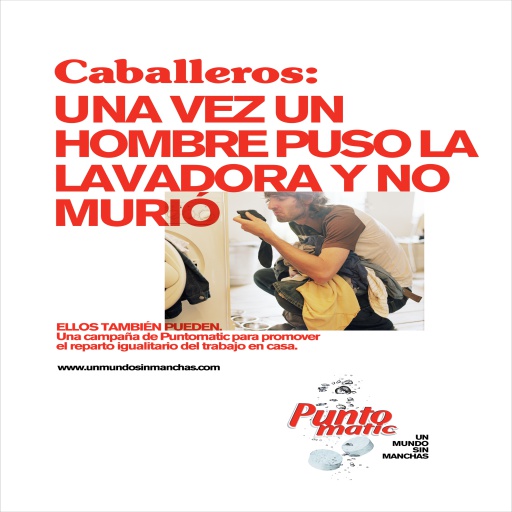 Caballeros:
UNA VEZ UN
HOMBRE PUSO LA
LAVADORA Y NO
MURIÓ
ELLOS TAMBIÉN PUEDEN.
Una campaña de Puntomatic para promover
el reparto igualitario del trabajo en casa.
www.unmundosinmanchas.com
Punto
matic
UN
MUNDO
SIN
MANCHAS